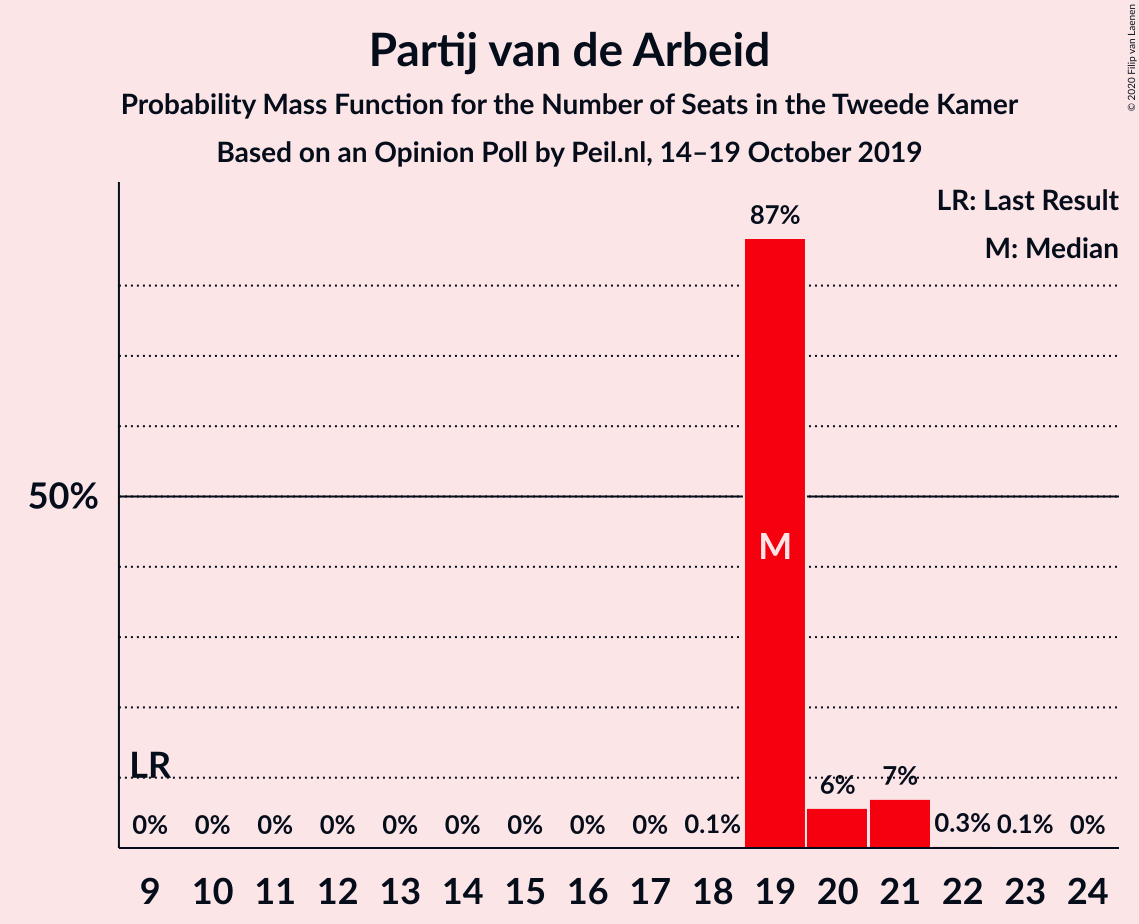 Partij van de Arbeid
Probability Mass Function for the Number of Seats in the Tweede Kamer
Based on an Opinion Poll by Peil.nl, 14–19 October 2019
© 2020 Filip van Laenen
LR: Last Result
M: Median
87%
50%
M
LR
0% 0% 0% 0% 0% 0% 0% 0% 0% 0.1% 6% 7% 0.3% 0.1% 0%
9 10 11 12 13 14 15 16 17 18 19 20 21 22 23 24